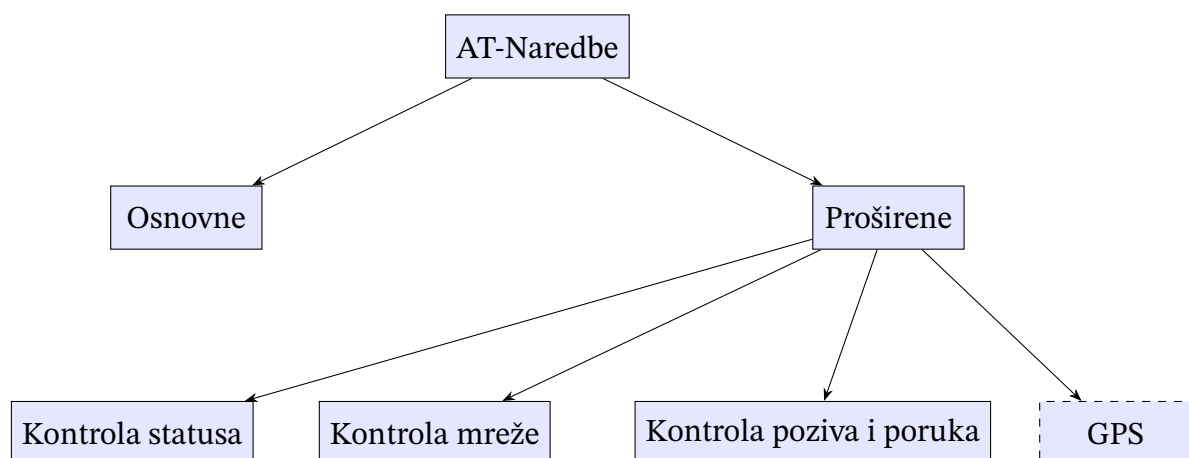 AT-Naredbe
Osnovne
Proširene
Kontrola statusa
Kontrola mreže
Kontrola poziva i poruka
GPS